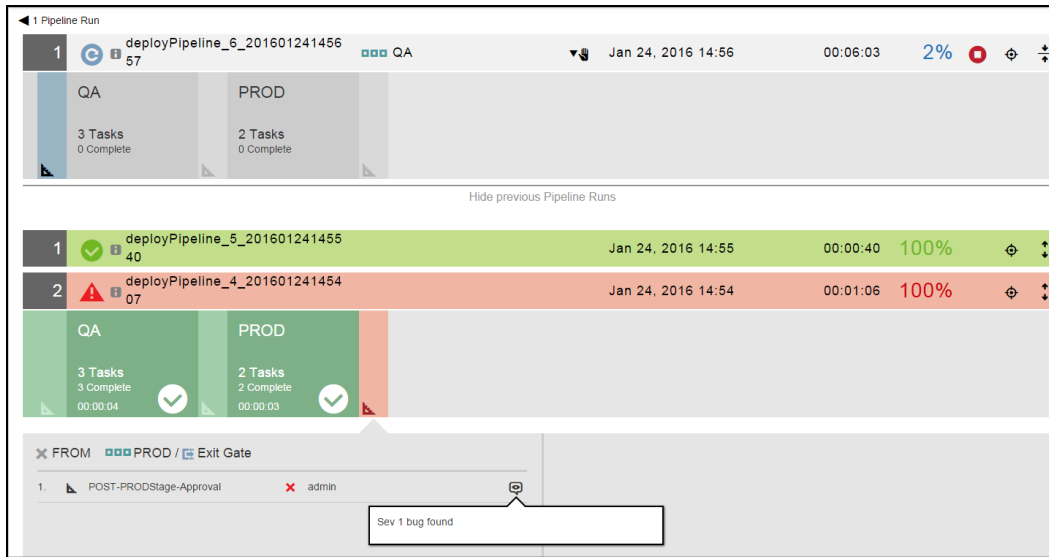 1 Pipeline Run
1 deployPipeline_6_201601241456 QA Jan 24, 2016 14:56 00:06:03 2%
57
QA PROD
3 Tasks 2 Tasks
0 Complete 0 Complete
Hide previous Pipeline Runs
1 deployPipeline_5_201601241455 Jan 24, 2016 14:55 00:00:40 100%
40
2 deployPipeline_4_201601241454 Jan 24, 2016 14:54 00:01:06 100%
07
QA PROD
3 Tasks 2 Tasks
3 Complete 2 Complete
00:00:04 00:00:03
FROM PROD / Exit Gate
1. POST-PRODStage-Approval admin
Sev 1 bug found